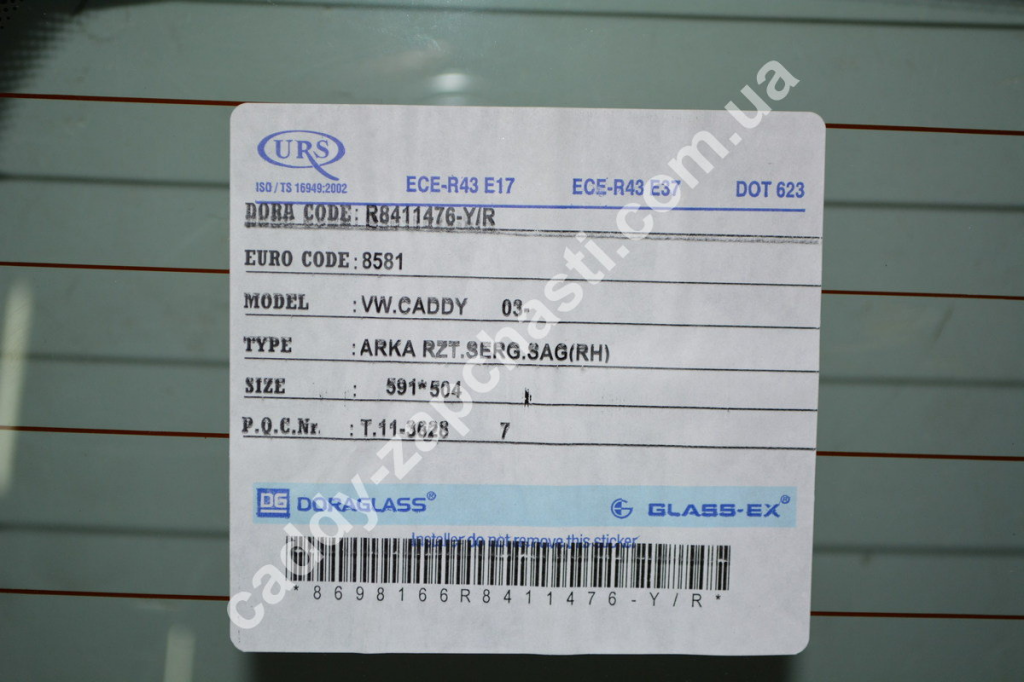 URS
ISO / TS 16949:2002
ECE-R43 E17 ECE-R43 E37 DOT 623
DORA CODE: R8411476-Y/R
EURO CODE: 8581
MODEL : VW.CADDY 03-
TYPE : ARKA RZT.SERG.SAG(RH)
SIZE : 591*504
P.O.C.Nr. : T.11-3628 7
DG DORAGLASS® GLASS-EX®
Installer do not remove this sticker
*8698166R8411476-Y/R*
caddy-zapchasti.com.ua